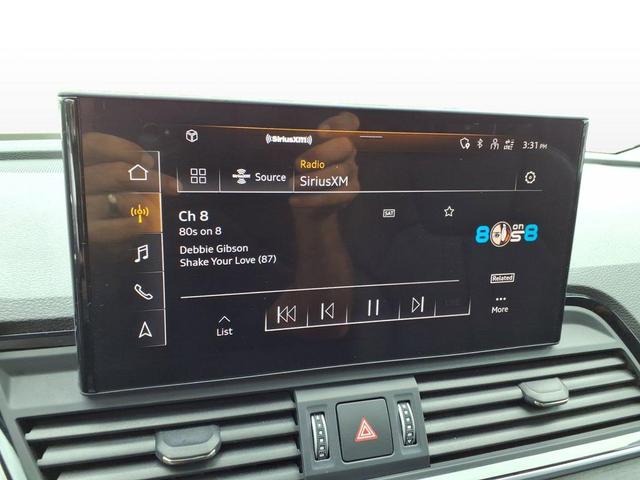 ((SiriusXM))
3:31 PM
Radio
SiriusXM
Source
SiriusXM
Ch 8
SAT
80s on 8
Debbie Gibson
Shake Your Love (87)
80s on 8
Related
More
List